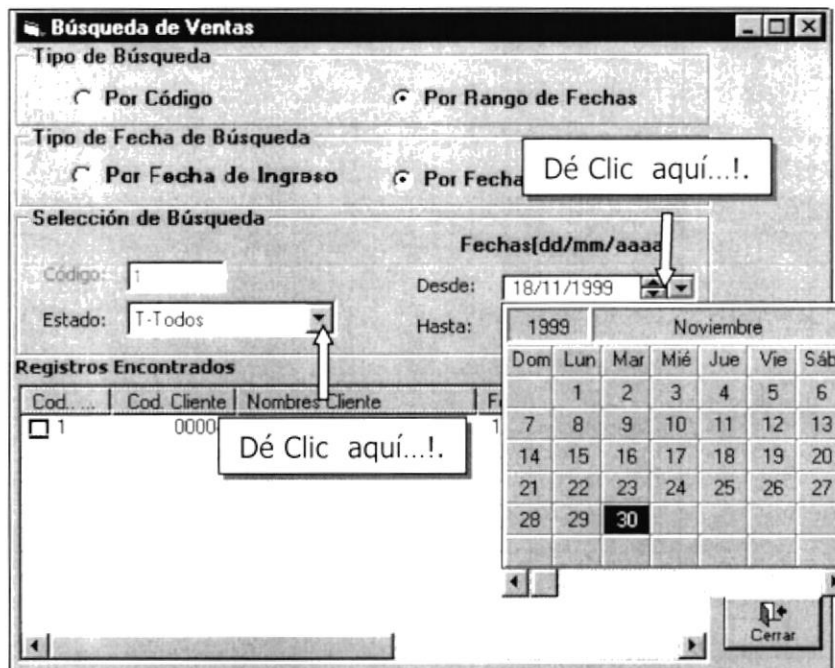 Búsqueda de Ventas
Tipo de Búsqueda
Por Código Por Rango de Fechas
Tipo de Fecha de Búsqueda
Por Fecha de Ingreso Por Fecha
Dé Clic aquí...!.
Selección de Búsqueda
Fechas(dd/mm/aaaa
Código: 1
Desde: 18/11/1999
Estado: T-Todos
Hasta:
1999 Noviembre
Dom Lun Mar Mié Jue Vie Sáb
1 2 3 4 5 6
7 8 9 10 11 12 13
14 15 16 17 18 19 20
21 22 23 24 25 26 27
28 29 30
Registros Encontrados
Cod.. ... Cod. Cliente Nombres Cliente
1
Dé Clic aquí...!.
Cerrar